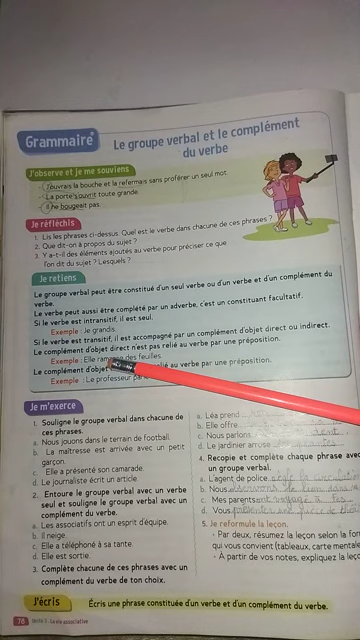 Grammaire
Le groupe verbal et le complément
du verbe
J'observe et je me souviens
- J'ouvrais la bouche et la refermais sans proférer un seul mot.
- La porte s'ouvrit toute grande.
- Il ne bougeait pas.
Je réfléchis
1. Lis les phrases ci-dessus. Quel est le verbe dans chacune de ces phrases ?
2. Que dit-on à propos du sujet ?
3. Y a-t-il des éléments ajoutés au verbe pour préciser ce que
l'on dit du sujet ? Lesquels ?
Je retiens
Le groupe verbal peut être constitué d'un seul verbe ou d'un verbe et d'un complément du
verbe.
Le verbe peut aussi être complété par un adverbe, c'est un constituant facultatif.
Si le verbe est intransitif, il est seul.
Exemple : Je grandis.
Si le verbe est transitif, il est accompagné par un complément d'objet direct ou indirect.
Le complément d'objet direct n'est pas relié au verbe par une préposition.
Exemple : Elle ramasse des feuilles.
Le complément d'objet relié au verbe par une préposition.
Exemple : Le professeur
Je m'exerce
1. Souligne le groupe verbal dans chacune de
ces phrases.
a. Nous jouons dans le terrain de football.
b. La maîtresse est arrivée avec un petit
garçon.
c. Elle a présenté son camarade.
d. Le journaliste écrit un article.
2. Entoure le groupe verbal avec un verbe
seul et souligne le groupe verbal avec un
complément du verbe.
a. Les associatifs ont un esprit d'équipe.
b. Il neige.
c. Elle a téléphoné à sa tante.
d. Elle est sortie.
3. Complète chacune de ces phrases avec un
complément du verbe de ton choix.
a. Léa prend
b. Elle offre
c. Nous parlons
d. Le jardinier arrose
4. Recopie et complète chaque phrase avec
un groupe verbal.
a. L'agent de police règle la circulation
b. Nous
c. Mes parents
d. Vous
5. Je reformule la leçon.
- Par deux, résumez la leçon selon la for
qui vous convient (tableaux, carte mentale
- À partir de vos notes, expliquez la leço
J'écris
Écris une phrase constituée d'un verbe et d'un complément du verbe.
78 Unité 3 - La vie associative